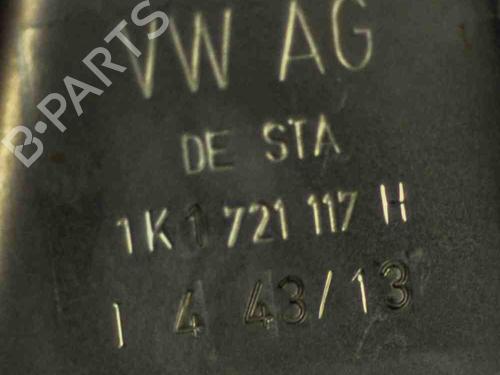 VW AG
B-PARTS
DE STA
1K1 721 117 H
1 4 43/13